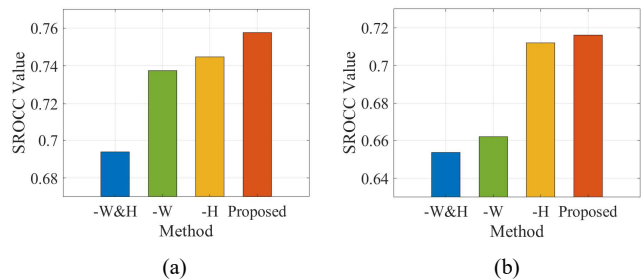 0.76
0.74
0.72
0.7
0.68
SROCC Value
-W&H -W -H Proposed
Method
(a)
0.72
0.7
0.68
0.66
0.64
SROCC Value
-W&H -W -H Proposed
Method
(b)